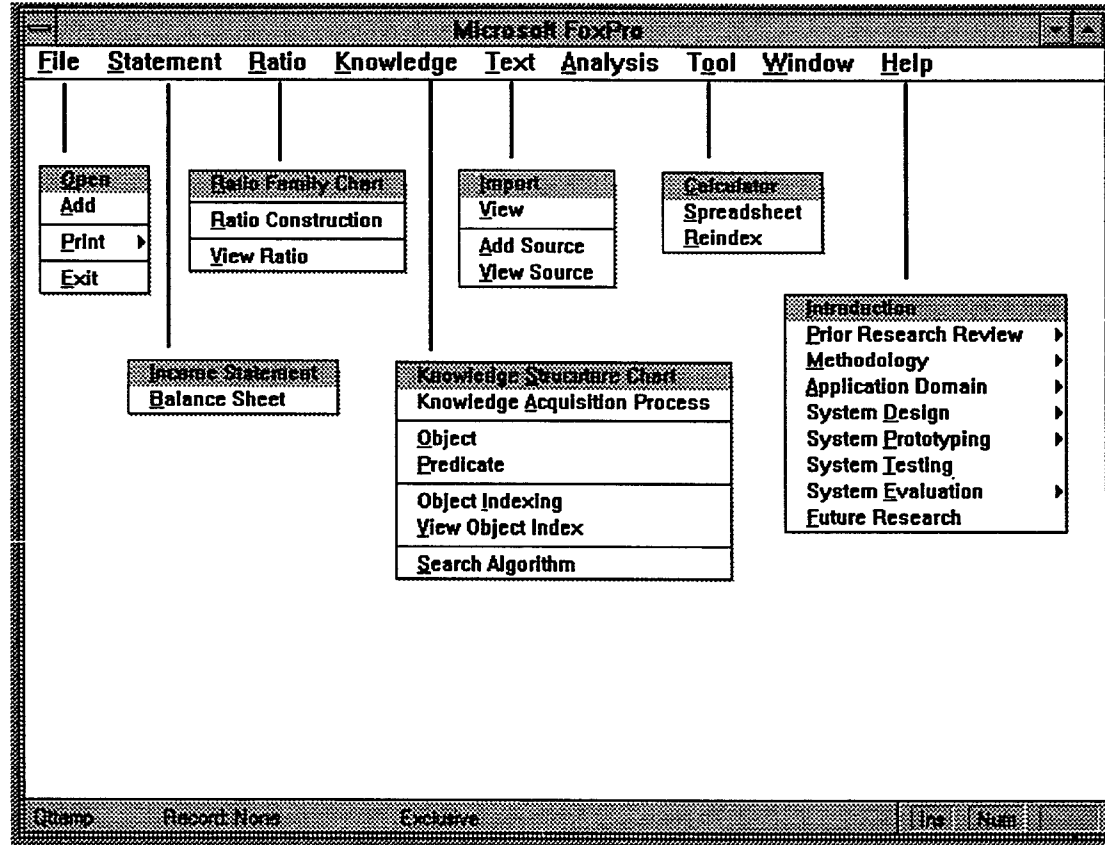 Microsoft FoxPro
File Statement Ratio Knowledge Text Analysis Tool Window Help
Open
Add
Print
Exit
Ratio Family Chart
Ratio Construction
View Ratio
Import
View
Add Source
View Source
Calculator
Spreadsheet
Reindex
Introduction
Prior Research Review
Methodology
Application Domain
System Design
System Prototyping
System Testing
System Evaluation
Future Research
Income Statement
Balance Sheet
Knowledge Strucuture Chart
Knowledge Acquisition Process
Object
Predicate
Object Indexing
View Object Index
Search Algorithm
Qttemp Record: None Exclusive Ins Num